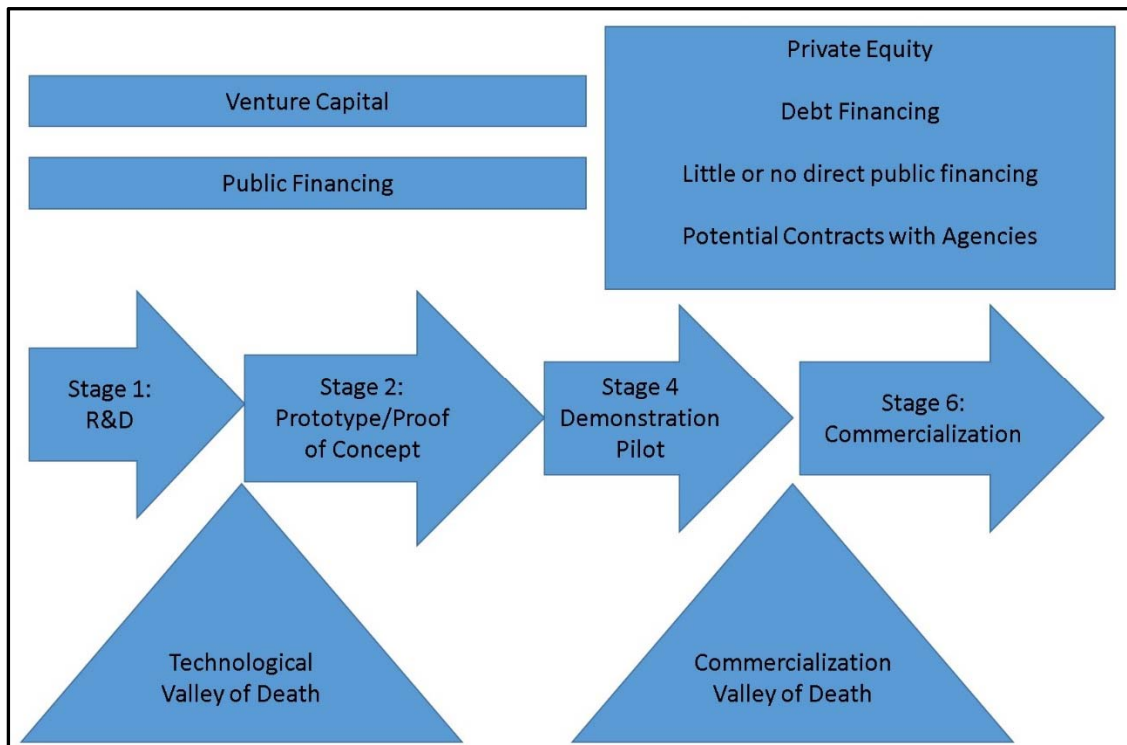 Venture Capital
Public Financing
Private Equity
Debt Financing
Little or no direct public financing
Potential Contracts with Agencies
Stage 1:
R&D
Stage 2:
Prototype/Proof
of Concept
Stage 4
Demonstration
Pilot
Stage 6:
Commercialization
Technological
Valley of Death
Commercialization
Valley of Death